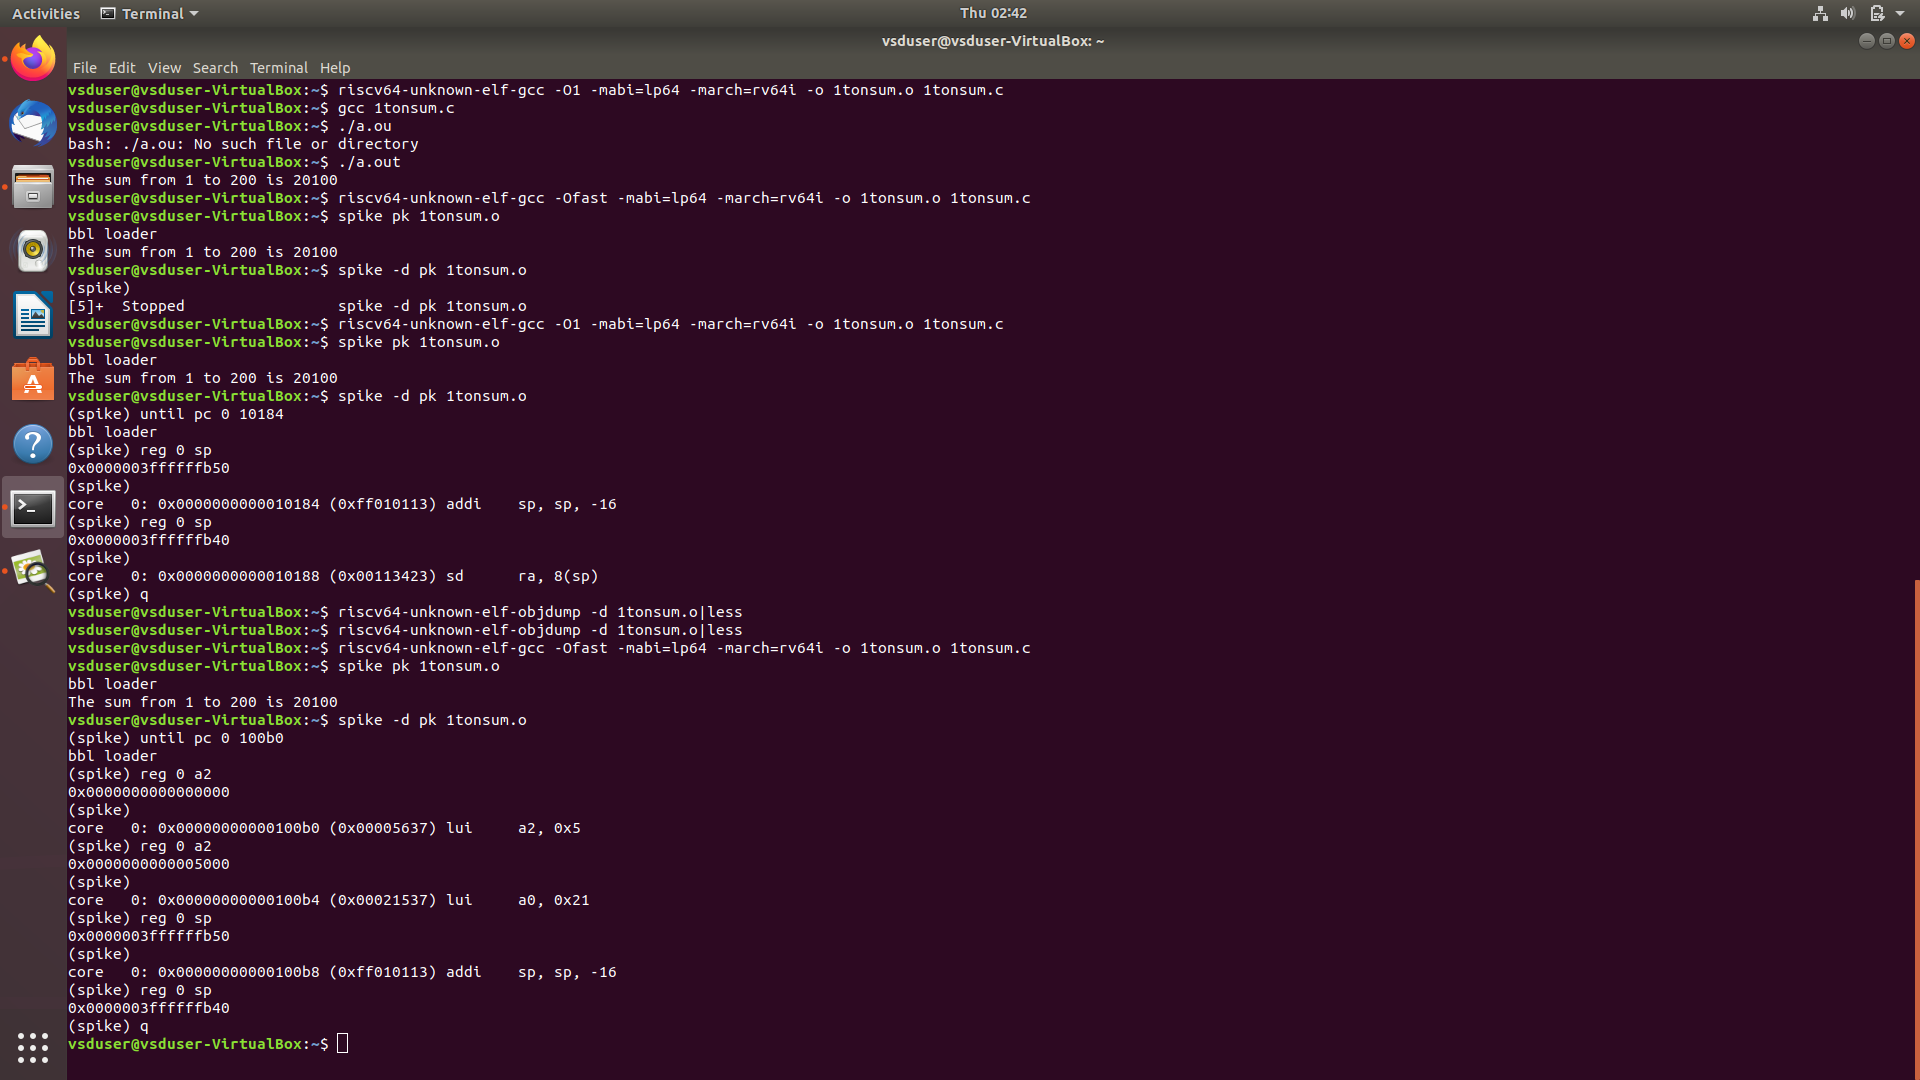 Activities Terminal Thu 02:42
vsduser@vsduser-VirtualBox: ~
File Edit View Search Terminal Help
vsduser@vsduser-VirtualBox:~$ riscv64-unknown-elf-gcc -O1 -mabi=lp64 -march=rv64i -o 1tonsum.o 1tonsum.c
vsduser@vsduser-VirtualBox:~$ gcc 1tonsum.c
vsduser@vsduser-VirtualBox:~$ ./a.ou
bash: ./a.ou: No such file or directory
vsduser@vsduser-VirtualBox:~$ ./a.out
The sum from 1 to 200 is 20100
vsduser@vsduser-VirtualBox:~$ riscv64-unknown-elf-gcc -Ofast -mabi=lp64 -march=rv64i -o 1tonsum.o 1tonsum.c
vsduser@vsduser-VirtualBox:~$ spike pk 1tonsum.o
bbl loader
The sum from 1 to 200 is 20100
vsduser@vsduser-VirtualBox:~$ spike -d pk 1tonsum.o
(spike)
[5]+  Stopped                 spike -d pk 1tonsum.o
vsduser@vsduser-VirtualBox:~$ riscv64-unknown-elf-gcc -O1 -mabi=lp64 -march=rv64i -o 1tonsum.o 1tonsum.c
vsduser@vsduser-VirtualBox:~$ spike pk 1tonsum.o
bbl loader
The sum from 1 to 200 is 20100
vsduser@vsduser-VirtualBox:~$ spike -d pk 1tonsum.o
(spike) until pc 0 10184
bbl loader
(spike) reg 0 sp
0x0000003ffffffb50
(spike)
core   0: 0x0000000000010184 (0xff010113) addi    sp, sp, -16
(spike) reg 0 sp
0x0000003ffffffb40
(spike)
core   0: 0x0000000000010188 (0x00113423) sd      ra, 8(sp)
(spike) q
vsduser@vsduser-VirtualBox:~$ riscv64-unknown-elf-objdump -d 1tonsum.o|less
vsduser@vsduser-VirtualBox:~$ riscv64-unknown-elf-objdump -d 1tonsum.o|less
vsduser@vsduser-VirtualBox:~$ riscv64-unknown-elf-gcc -Ofast -mabi=lp64 -march=rv64i -o 1tonsum.o 1tonsum.c
vsduser@vsduser-VirtualBox:~$ spike pk 1tonsum.o
bbl loader
The sum from 1 to 200 is 20100
vsduser@vsduser-VirtualBox:~$ spike -d pk 1tonsum.o
(spike) until pc 0 100b0
bbl loader
(spike) reg 0 a2
0x0000000000000000
(spike)
core   0: 0x00000000000100b0 (0x00005637) lui     a2, 0x5
(spike) reg 0 a2
0x0000000000005000
(spike)
core   0: 0x00000000000100b4 (0x00021537) lui     a0, 0x21
(spike) reg 0 sp
0x0000003ffffffb50
(spike)
core   0: 0x00000000000100b8 (0xff010113) addi    sp, sp, -16
(spike) reg 0 sp
0x0000003ffffffb40
(spike) q
vsduser@vsduser-VirtualBox:~$